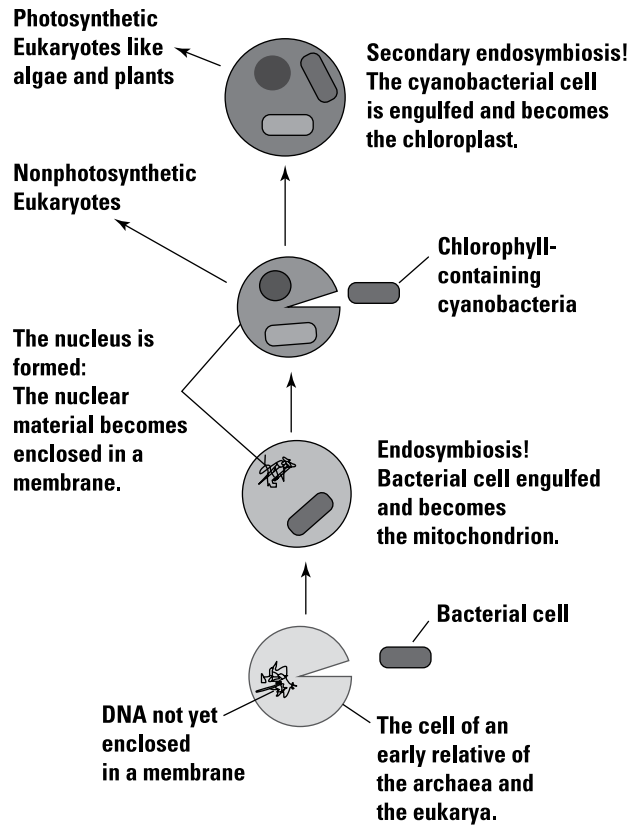 Photosynthetic
Eukaryotes like
algae and plants
Secondary endosymbiosis!
The cyanobacterial cell
is engulfed and becomes
the chloroplast.
Nonphotosynthetic
Eukaryotes
Chlorophyll-
containing
cyanobacteria
The nucleus is
formed:
The nuclear
material becomes
enclosed in a
membrane.
Endosymbiosis!
Bacterial cell engulfed
and becomes
the mitochondrion.
Bacterial cell
DNA not yet
enclosed
in a membrane
The cell of an
early relative of
the archaea and
the eukarya.